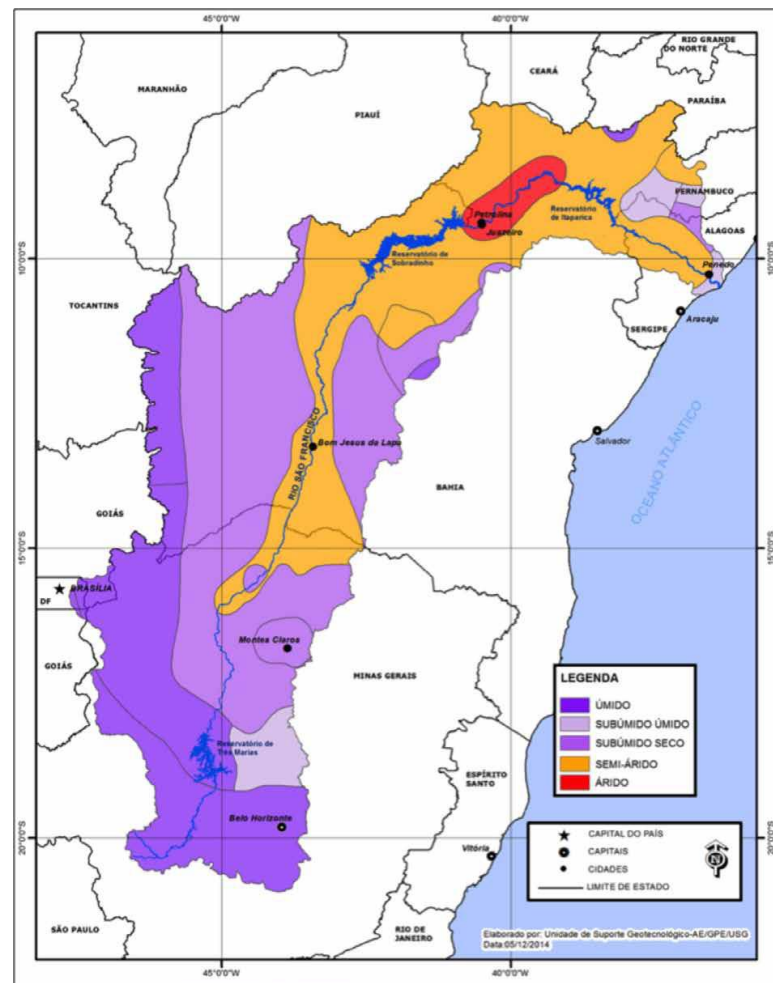 45°0'0"W
40°0'0"W
RIO GRANDE
DO NORTE
CEARÁ
MARANHÃO
PARAÍBA
PIAUÍ
PERNAMBUCO
Petrolina
Juazeiro
Reservatório
de Itaparica
ALAGOAS
Reservatório de
Sobradinho
Penedo
10°0'0"S
10°0'0"S
TOCANTINS
SERGIPE
Aracaju
RIO SÃO FRANCISCO
Bom Jesus da Lapa
Salvador
OCEANO ATLÂNTICO
BAHIA
GOIÁS
15°0'0"S
15°0'0"S
BRASÍLIA
DF
Montes Claros
GOIÁS
MINAS GERAIS
LEGENDA
ÚMIDO
SUBÚMIDO ÚMIDO
SUBÚMIDO SECO
SEMI-ÁRIDO
ÁRIDO
Reservatório de
Três Marias
ESPÍRITO
SANTO
Belo Horizonte
20°0'0"S
20°0'0"S
Vitória
CAPITAL DO PAÍS
CAPITAIS
CIDADES
LIMITE DE ESTADO
N
SÃO PAULO
RIO DE
JANEIRO
Elaborado por: Unidade de Suporte Geotecnológico-AE/GPE/USG
Data:05/12/2014
45°0'0"W
40°0'0"W